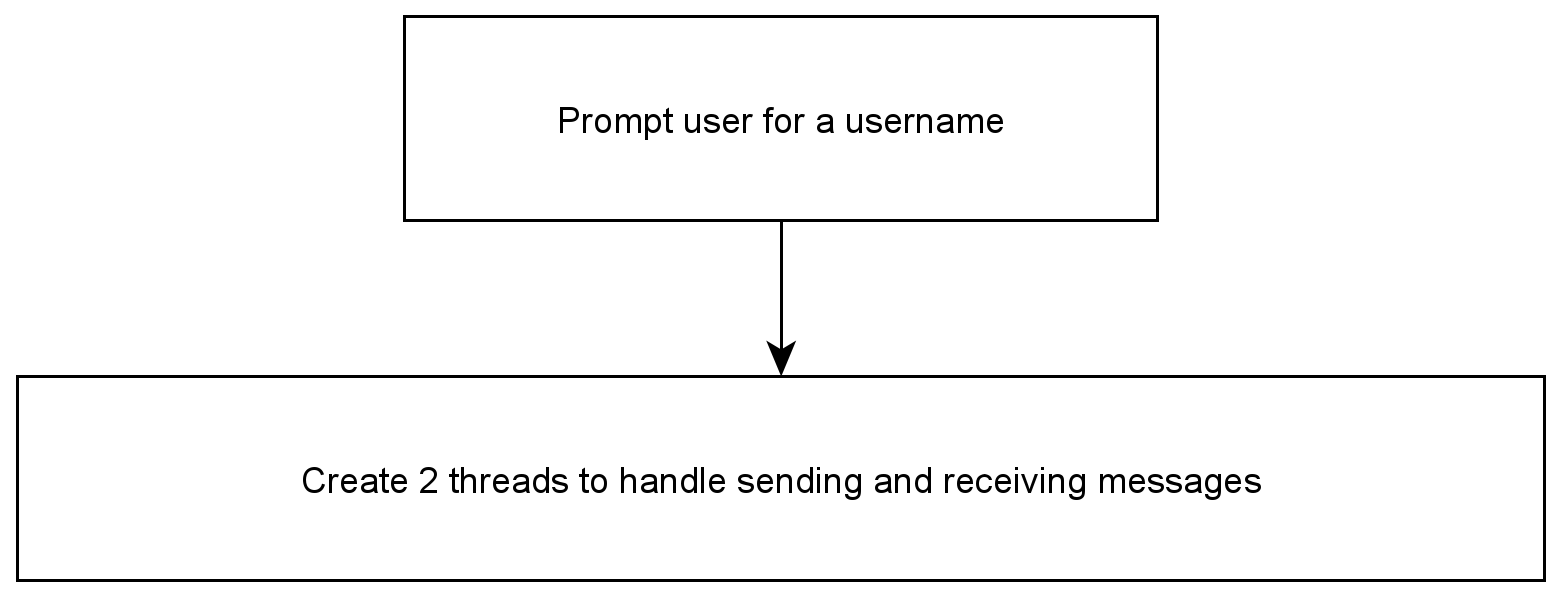 Prompt user for a username
Create 2 threads to handle sending and receiving messages